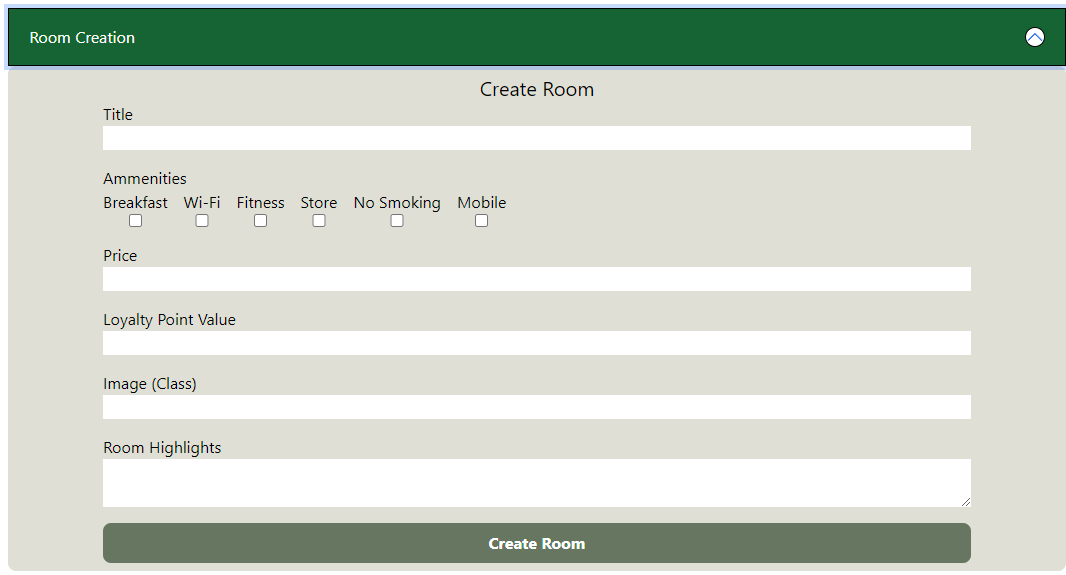 Room Creation
Create Room
Title
Ammenities
Breakfast Wi-Fi Fitness Store No Smoking Mobile
Price
Loyalty Point Value
Image (Class)
Room Highlights
Create Room